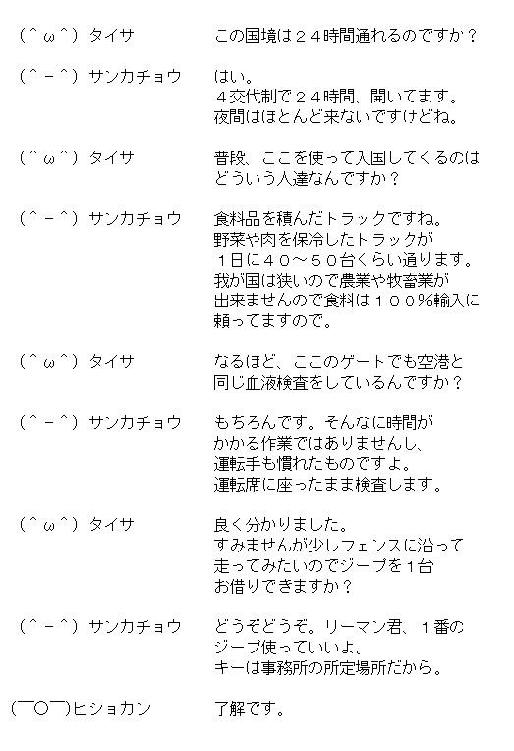 (＾ω＾) タイサ　この国境は２４時間通れるのですか？
(＾－＾) サンカチョウ　はい。
４交代制で２４時間、開いてます。
夜間はほとんど来ないですけどね。
(＾ω＾) タイサ　普段、ここを使って入国してくるのは
どういう人達なんですか？
(＾－＾) サンカチョウ　食料品を積んだトラックですね。
野菜や肉を保冷したトラックが
１日に４０～５０台くらい通ります。
我が国は狭いので農業や牧畜業が
出来ませんので食料は１００％輸入に
頼ってますので。
(＾ω＾) タイサ　なるほど、ここのゲートでも空港と
同じ血液検査をしているんですか？
(＾－＾) サンカチョウ　もちろんです。そんなに時間が
かかる作業ではありませんし、
運転手も慣れたものですよ。
運転席に座ったまま検査します。
(＾ω＾) タイサ　良く分かりました。
すみませんが少しフェンスに沿って
走ってみたいのでジープを１台
お借りできますか？
(＾－＾) サンカチョウ　どうぞどうぞ。リーマン君、１番の
ジープ使っていいよ、
キーは事務所の所定場所だから。
(￣○￣)ヒショカン　了解です。